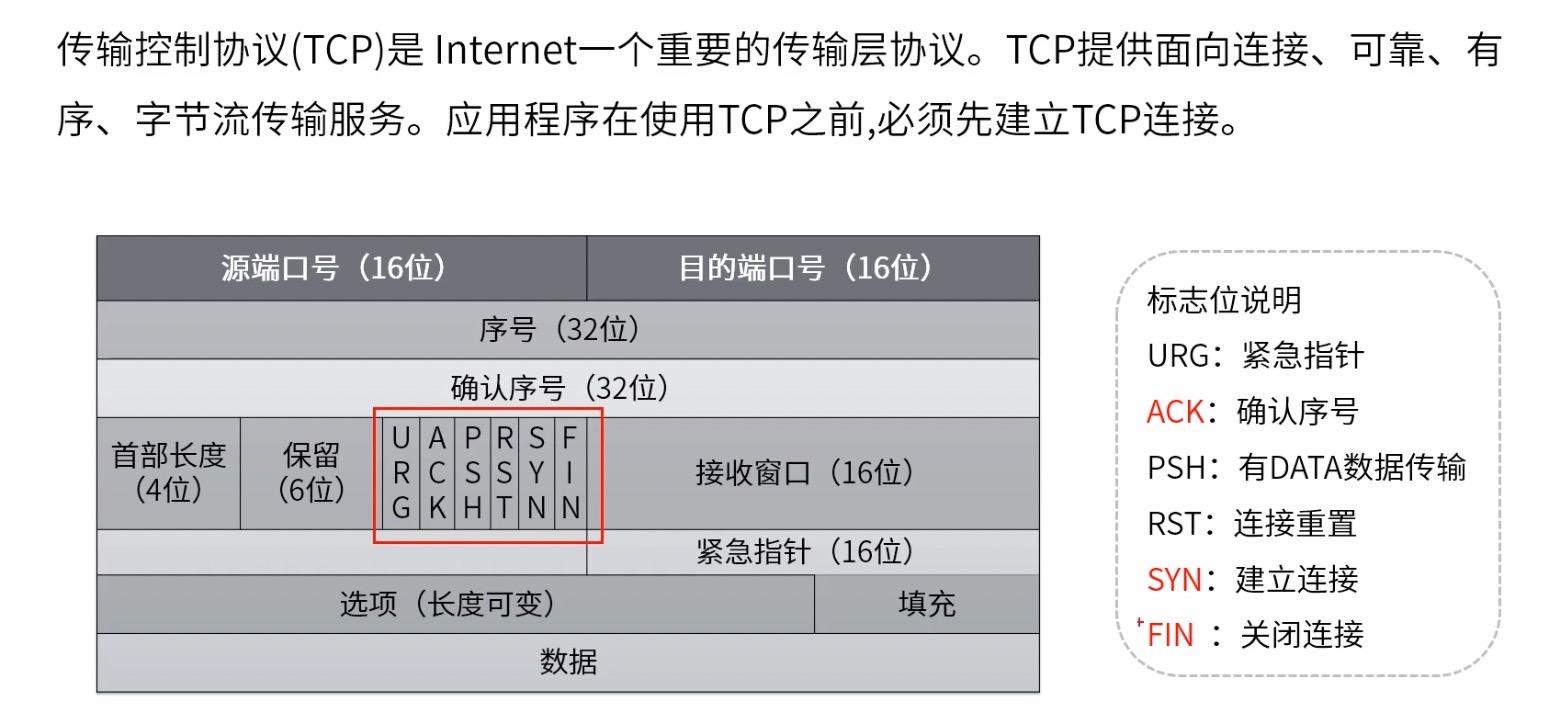 传输控制协议(TCP)是 Internet一个重要的传输层协议。TCP提供面向连接、可靠、有
序、字节流传输服务。应用程序在使用TCP之前,必须先建立TCP连接。
源端口号（16位） 目的端口号（16位）
序号（32位）
确认序号（32位）
首部长度
（4位）
保留
（6位）
URG ACK PSH RST SYN FIN
接收窗口（16位）
紧急指针（16位）
选项（长度可变） 填充
数据
标志位说明
URG：紧急指针
ACK：确认序号
PSH：有DATA数据传输
RST：连接重置
SYN：建立连接
FIN ：关闭连接